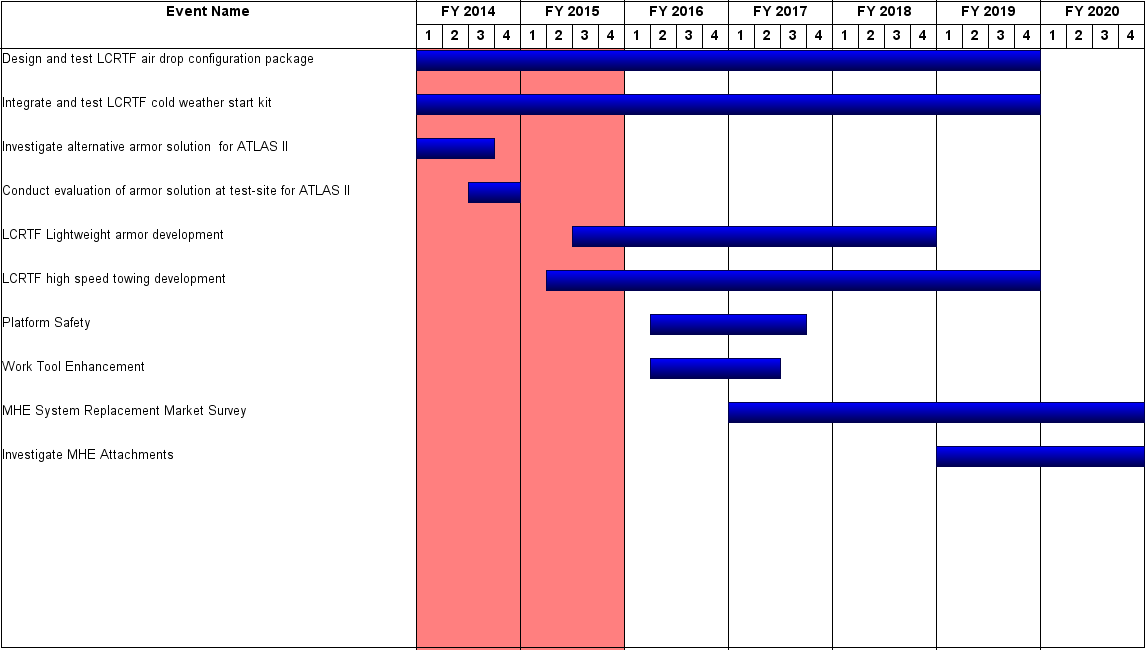 Event Name FY 2014 FY 2015 FY 2016 FY 2017 FY 2018 FY 2019 FY 2020
1 2 3 4 1 2 3 4 1 2 3 4 1 2 3 4 1 2 3 4 1 2 3 4 1 2 3 4
Design and test LCRTF air drop configuration package
Integrate and test LCRTF cold weather start kit
Investigate alternative armor solution  for ATLAS II
Conduct evaluation of armor solution at test-site for ATLAS II
LCRTF Lightweight armor development
LCRTF high speed towing development
Platform Safety
Work Tool Enhancement
MHE System Replacement Market Survey
Investigate MHE Attachments